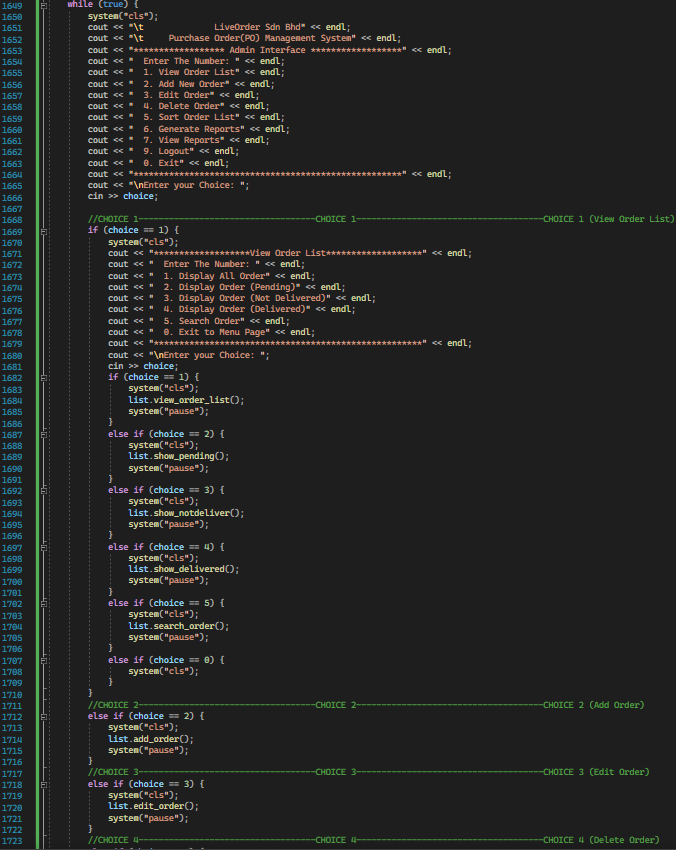 1649 while (true) {
1650 system("cls");
1651 cout << "\t              LiveOrder Sdn Bhd" << endl;
1652 cout << "\t     Purchase Order(PO) Management System" << endl;
1653 cout << "****************** Admin Interface ******************" << endl;
1654 cout << "  Enter The Number: " << endl;
1655 cout << "  1. View Order List" << endl;
1656 cout << "  2. Add New Order" << endl;
1657 cout << "  3. Edit Order" << endl;
1658 cout << "  4. Delete Order" << endl;
1659 cout << "  5. Sort Order List" << endl;
1660 cout << "  6. Generate Reports" << endl;
1661 cout << "  7. View Reports" << endl;
1662 cout << "  9. Logout" << endl;
1663 cout << "  0. Exit" << endl;
1664 cout << "*****************************************************" << endl;
1665 cout << "\nEnter your Choice: ";
1666 cin >> choice;
1667
1668 //CHOICE 1-----------------------------------CHOICE 1-------------------------------------CHOICE 1 (View Order List)
1669 if (choice == 1) {
1670 system("cls");
1671 cout << "*******************View Order List*******************" << endl;
1672 cout << "  Enter The Number: " << endl;
1673 cout << "  1. Display All Order" << endl;
1674 cout << "  2. Display Order (Pending)" << endl;
1675 cout << "  3. Display Order (Not Delivered)" << endl;
1676 cout << "  4. Display Order (Delivered)" << endl;
1677 cout << "  5. Search Order" << endl;
1678 cout << "  0. Exit to Menu Page" << endl;
1679 cout << "*****************************************************" << endl;
1680 cout << "\nEnter your Choice: ";
1681 cin >> choice;
1682 if (choice == 1) {
1683 system("cls");
1684 list.view_order_list();
1685 system("pause");
1686 }
1687 else if (choice == 2) {
1688 system("cls");
1689 list.show_pending();
1690 system("pause");
1691 }
1692 else if (choice == 3) {
1693 system("cls");
1694 list.show_notdeliver();
1695 system("pause");
1696 }
1697 else if (choice == 4) {
1698 system("cls");
1699 list.show_delivered();
1700 system("pause");
1701 }
1702 else if (choice == 5) {
1703 system("cls");
1704 list.search_order();
1705 system("pause");
1706 }
1707 else if (choice == 0) {
1708 system("cls");
1709 }
1710 }
1711 //CHOICE 2-----------------------------------CHOICE 2-------------------------------------CHOICE 2 (Add Order)
1712 else if (choice == 2) {
1713 system("cls");
1714 list.add_order();
1715 system("pause");
1716 }
1717 //CHOICE 3-----------------------------------CHOICE 3-------------------------------------CHOICE 3 (Edit Order)
1718 else if (choice == 3) {
1719 system("cls");
1720 list.edit_order();
1721 system("pause");
1722 }
1723 //CHOICE 4-----------------------------------CHOICE 4-------------------------------------CHOICE 4 (Delete Order)